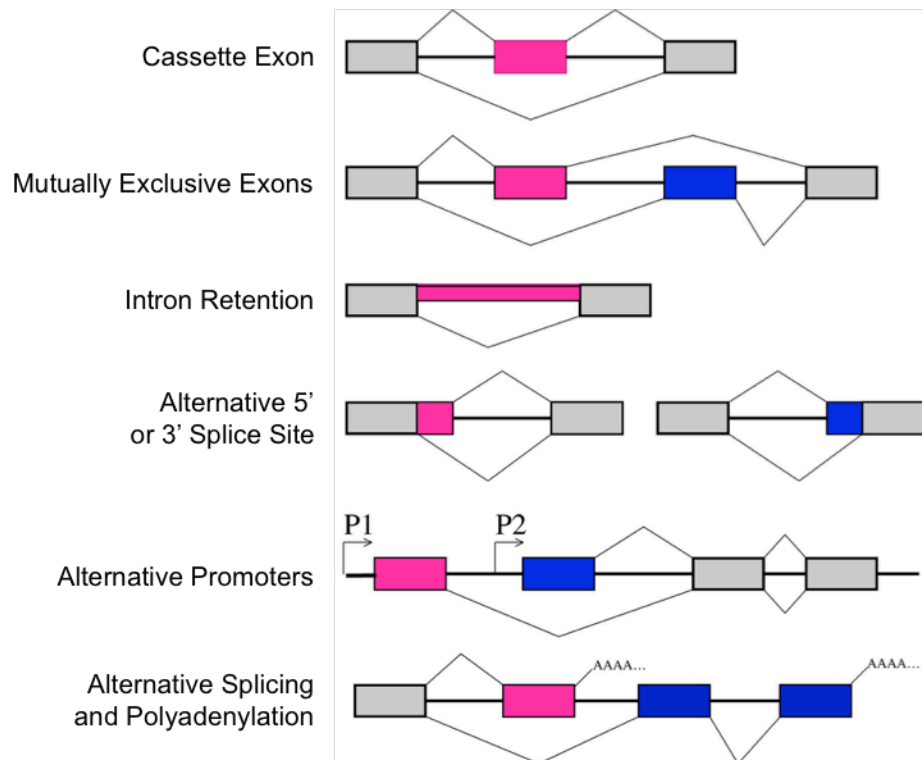 Cassette Exon
Mutually Exclusive Exons
Intron Retention
Alternative 5’
or 3’ Splice Site
P1
P2
Alternative Promoters
AAAA...
AAAA...
Alternative Splicing
and Polyadenylation